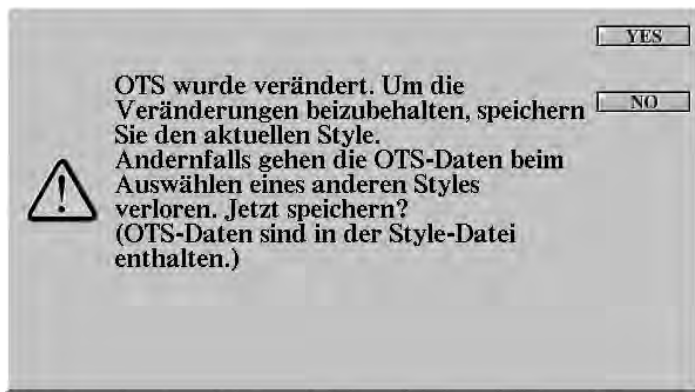 YES
OTS wurde verändert. Um die
Veränderungen beizubehalten, speichern
NO
Sie den aktuellen Style.
Andernfalls gehen die OTS-Daten beim
Auswählen eines anderen Styles
verloren. Jetzt speichern?
(OTS-Daten sind in der Style-Datei
enthalten.)